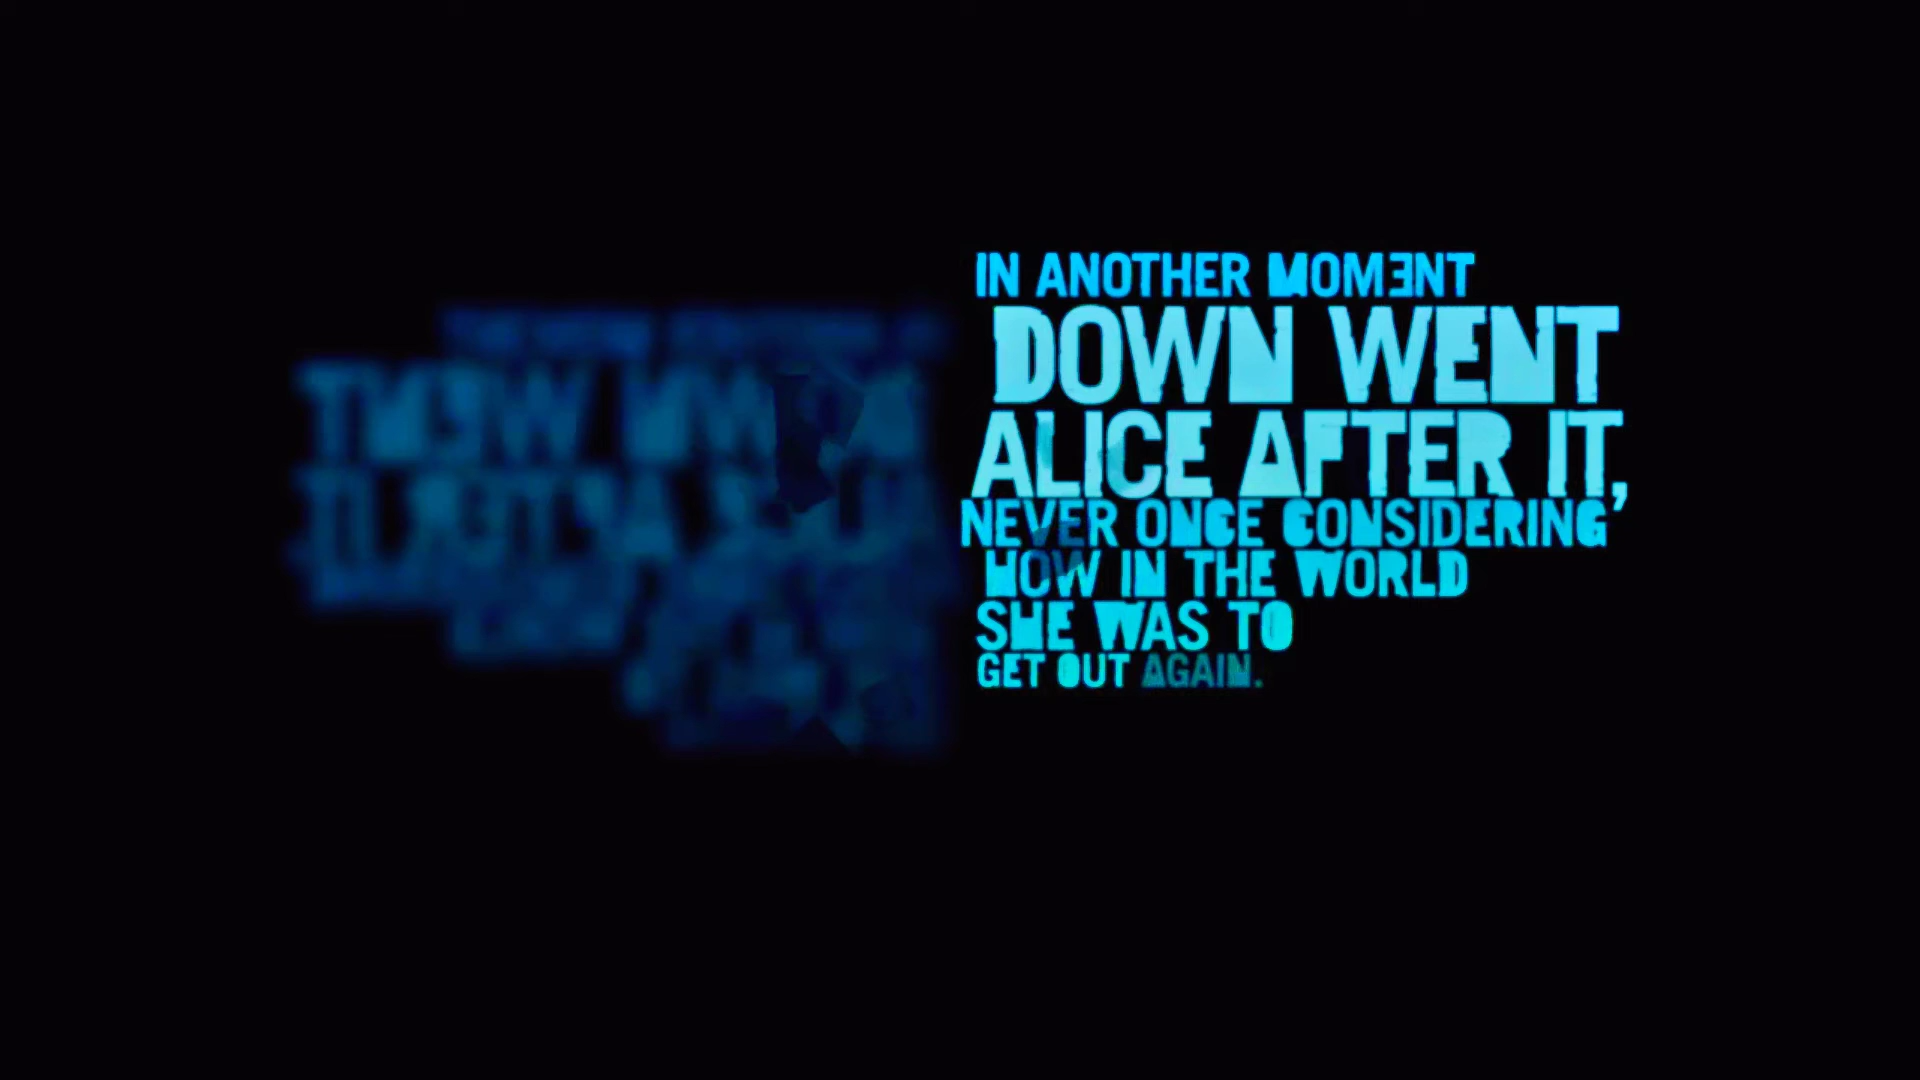 IN ANOTHER MOMENT
DOWN WENT
ALICE AFTER IT,
NEVER ONCE CONSIDERING
HOW IN THE WORLD
SHE WAS TO
GET OUT AGAIN.